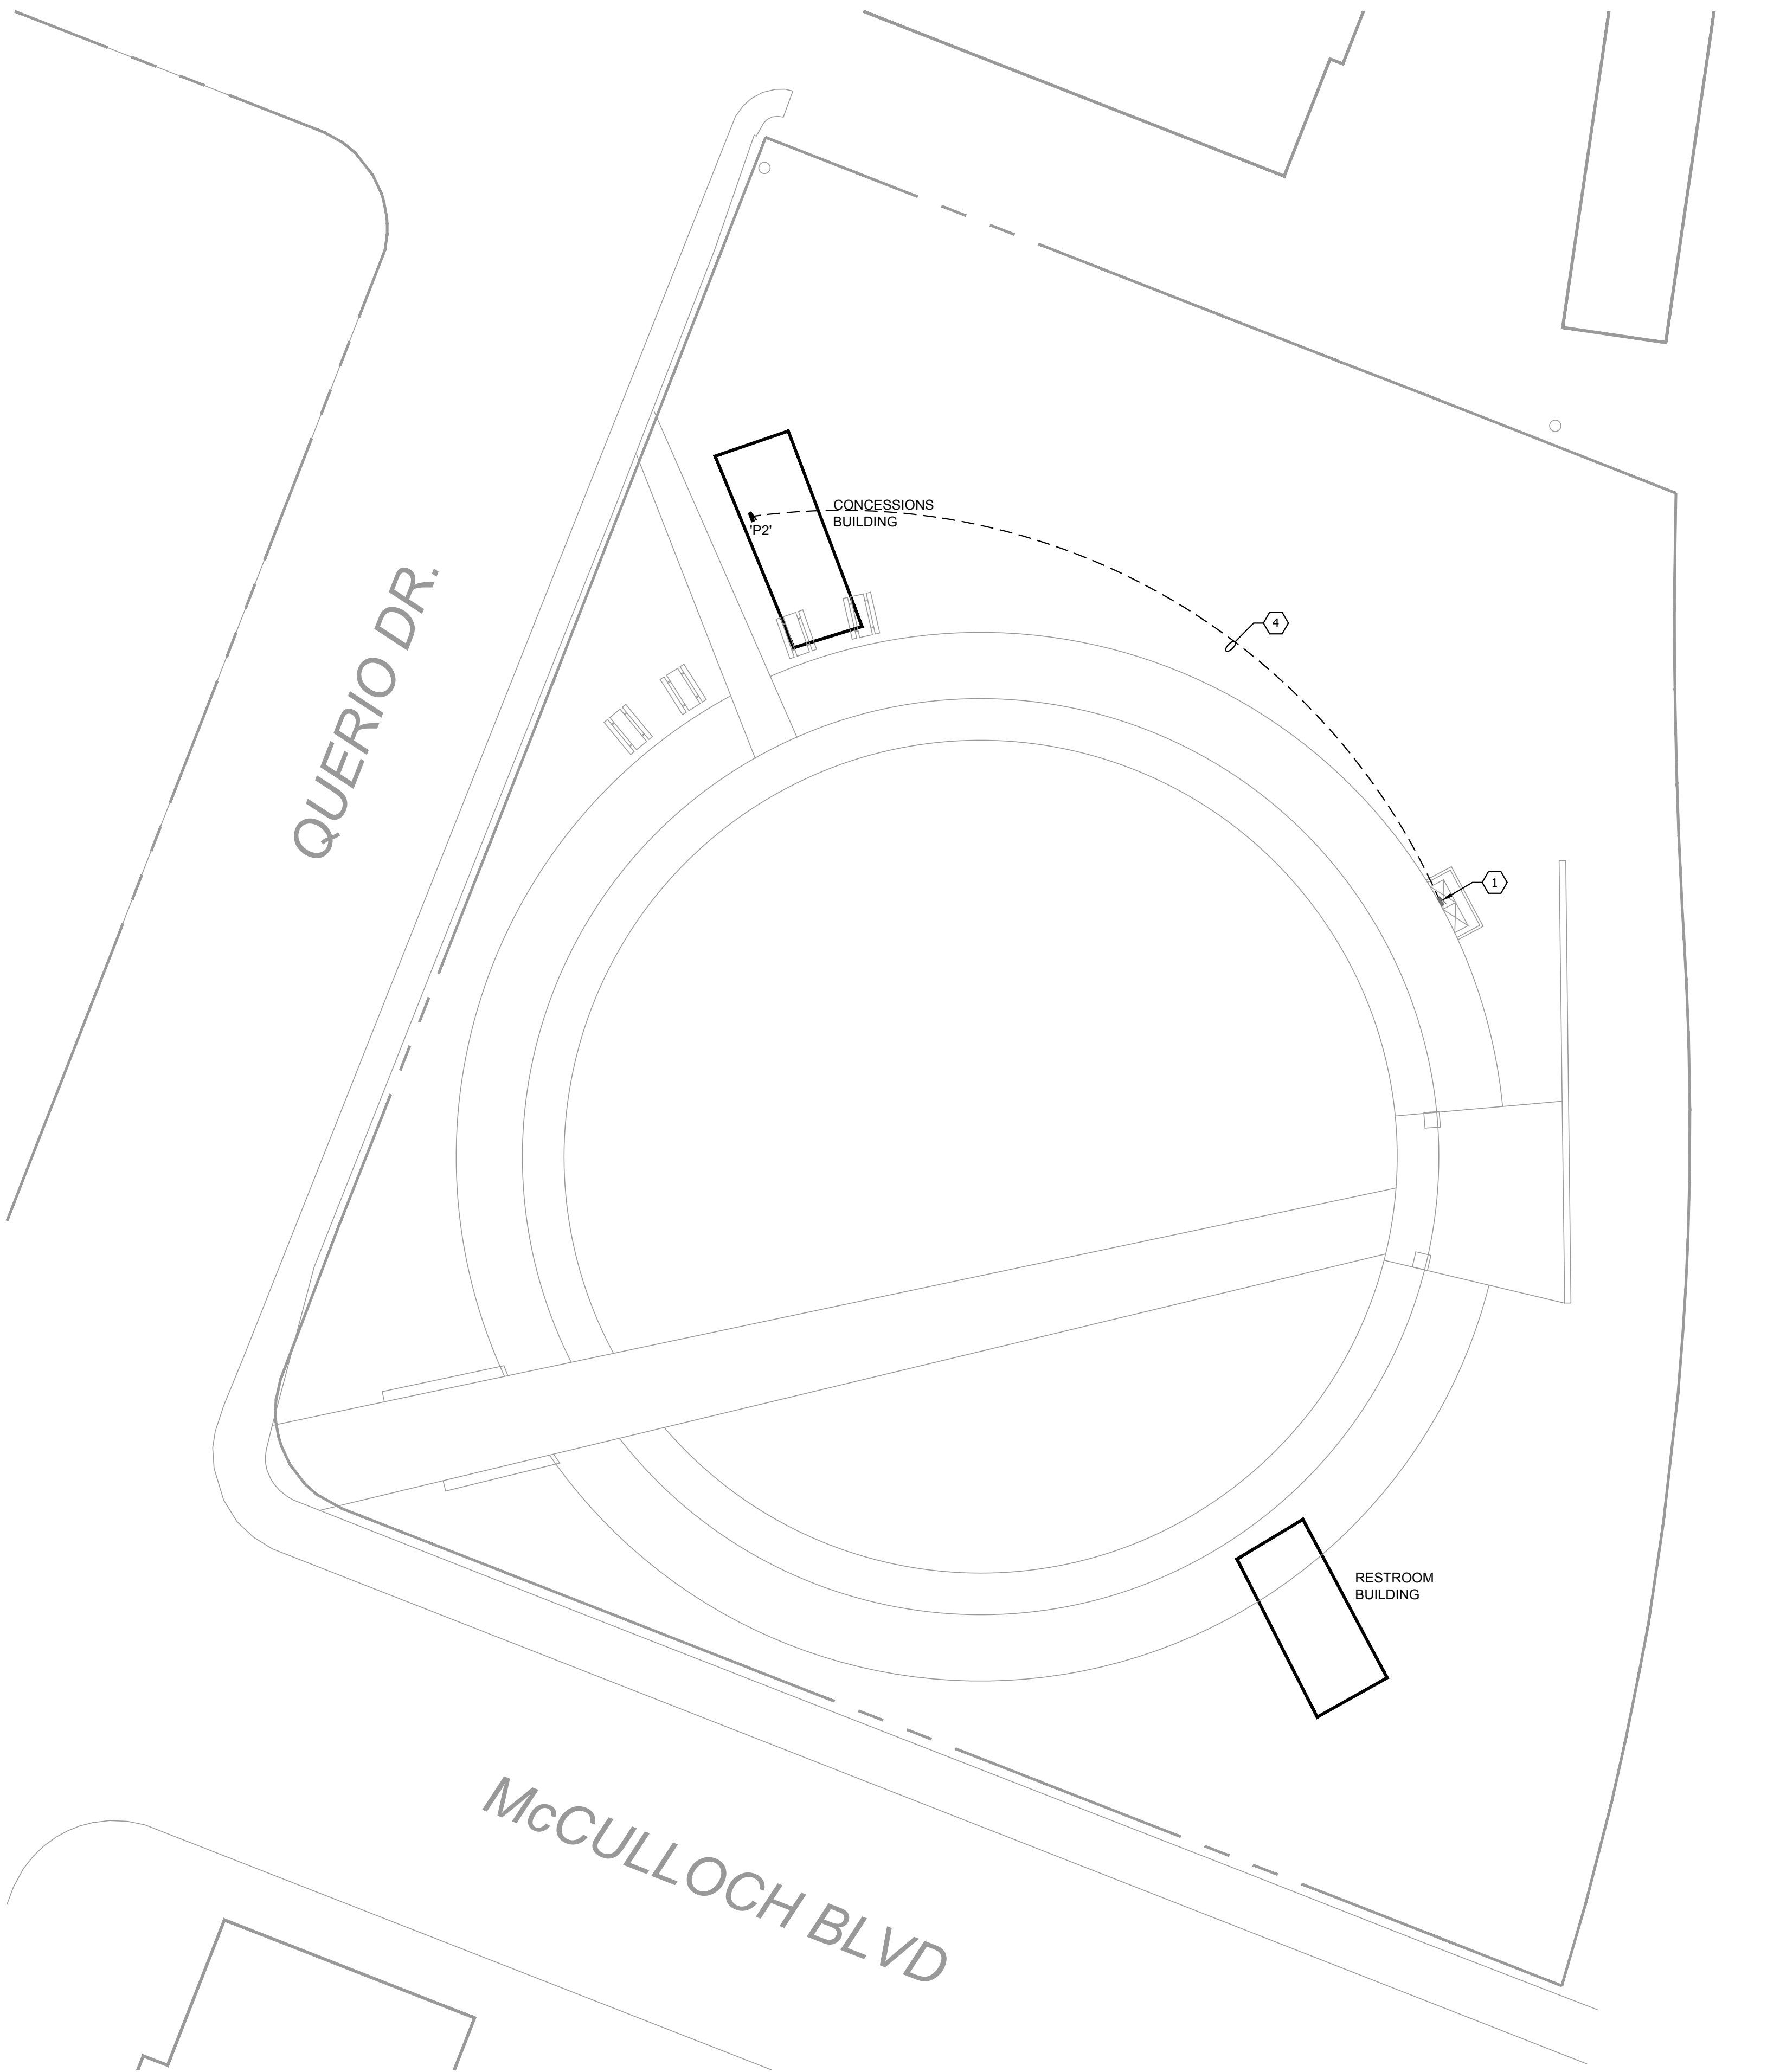 CONCESSIONS
BUILDING
'P2'
4
QUERIO DR.
1
RESTROOM
BUILDING
McCULLOCH BLVD